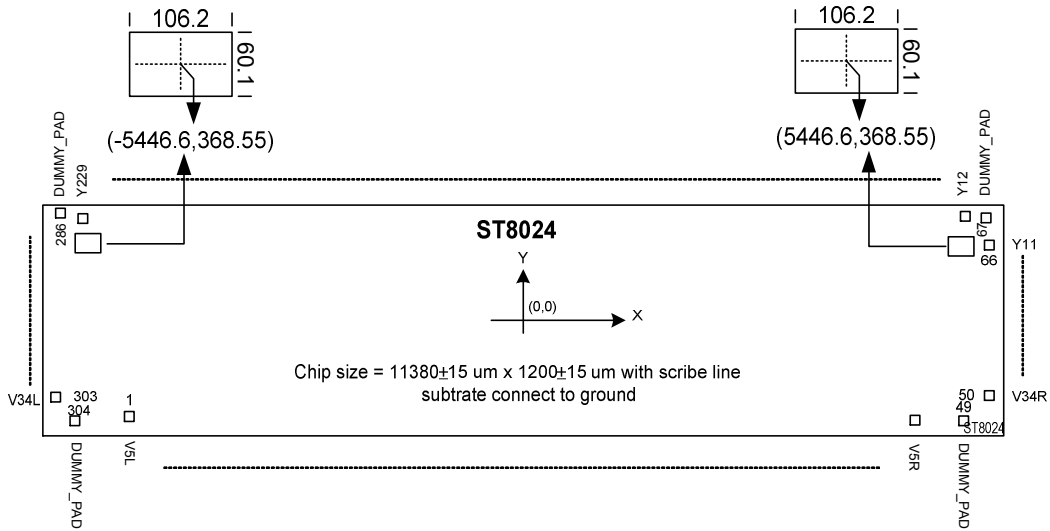 106.2
60.1
106.2
60.1
(-5446.6,368.55)
(5446.6,368.55)
DUMMY_PAD
Y229
Y12
DUMMY_PAD
286
ST8024
67
Y11
66
Y
(0,0)
X
Chip size = 11380±15 um x 1200±15 um with scribe line
subtrate connect to ground
V34L
303
304
1
50
V34R
49
ST8024
DUMMY_PAD
V5L
V5R
DUMMY_PAD